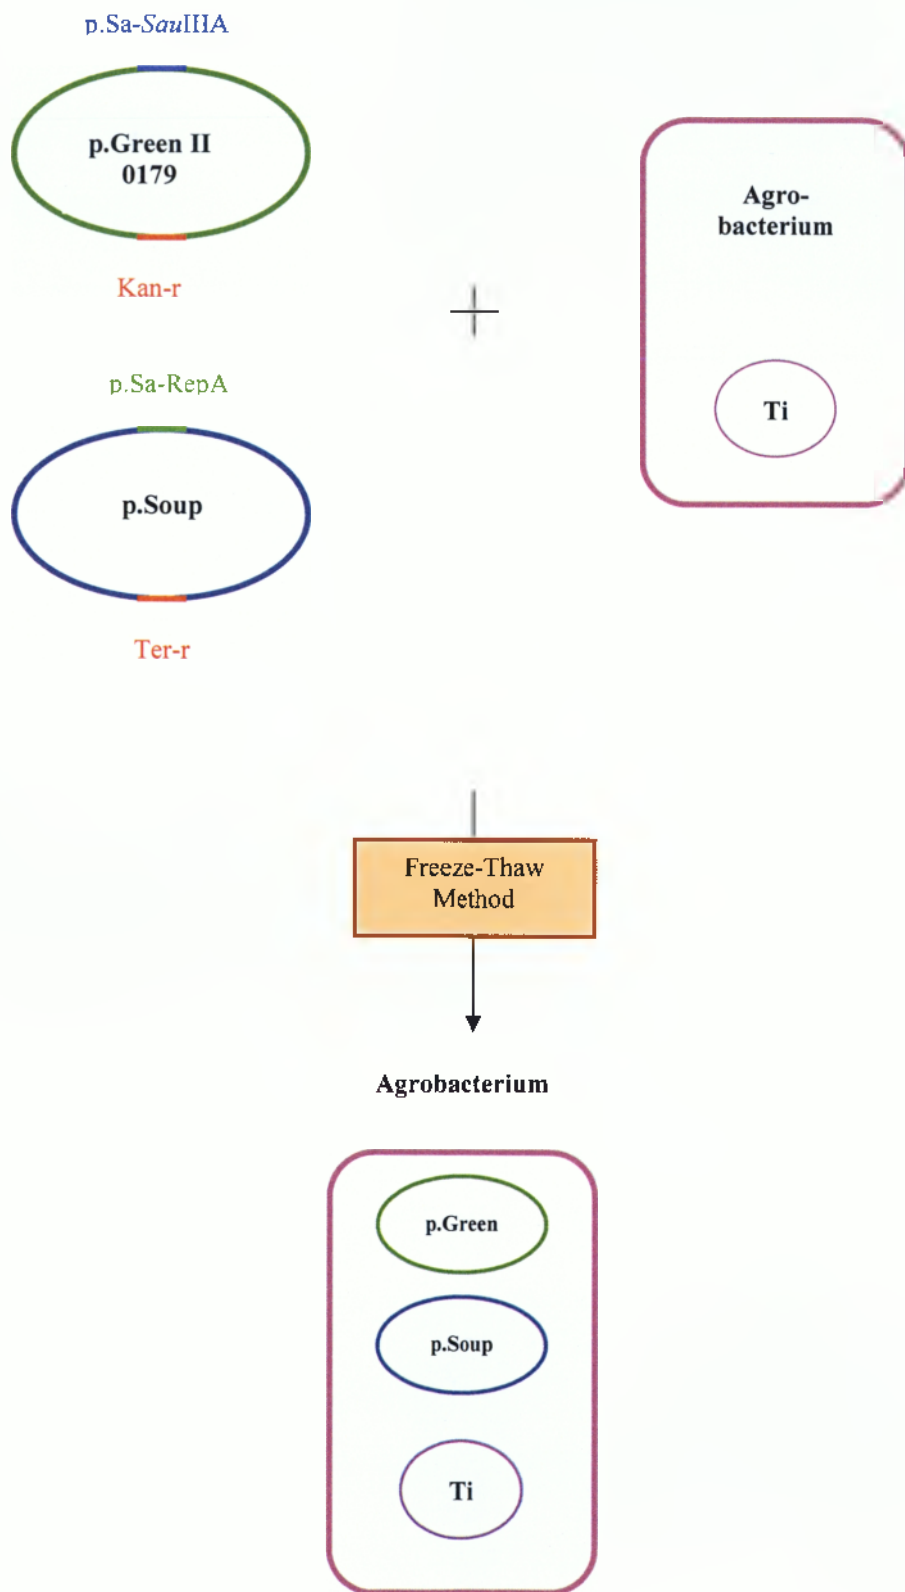 p.Sa-SauIIIA
p.Green II
0179
Kan-r
p.Sa-RepA
p.Soup
Ter-r
Agro-
bacterium
Ti
Freeze-Thaw
Method
Agrobacterium
p.Green
p.Soup
Ti